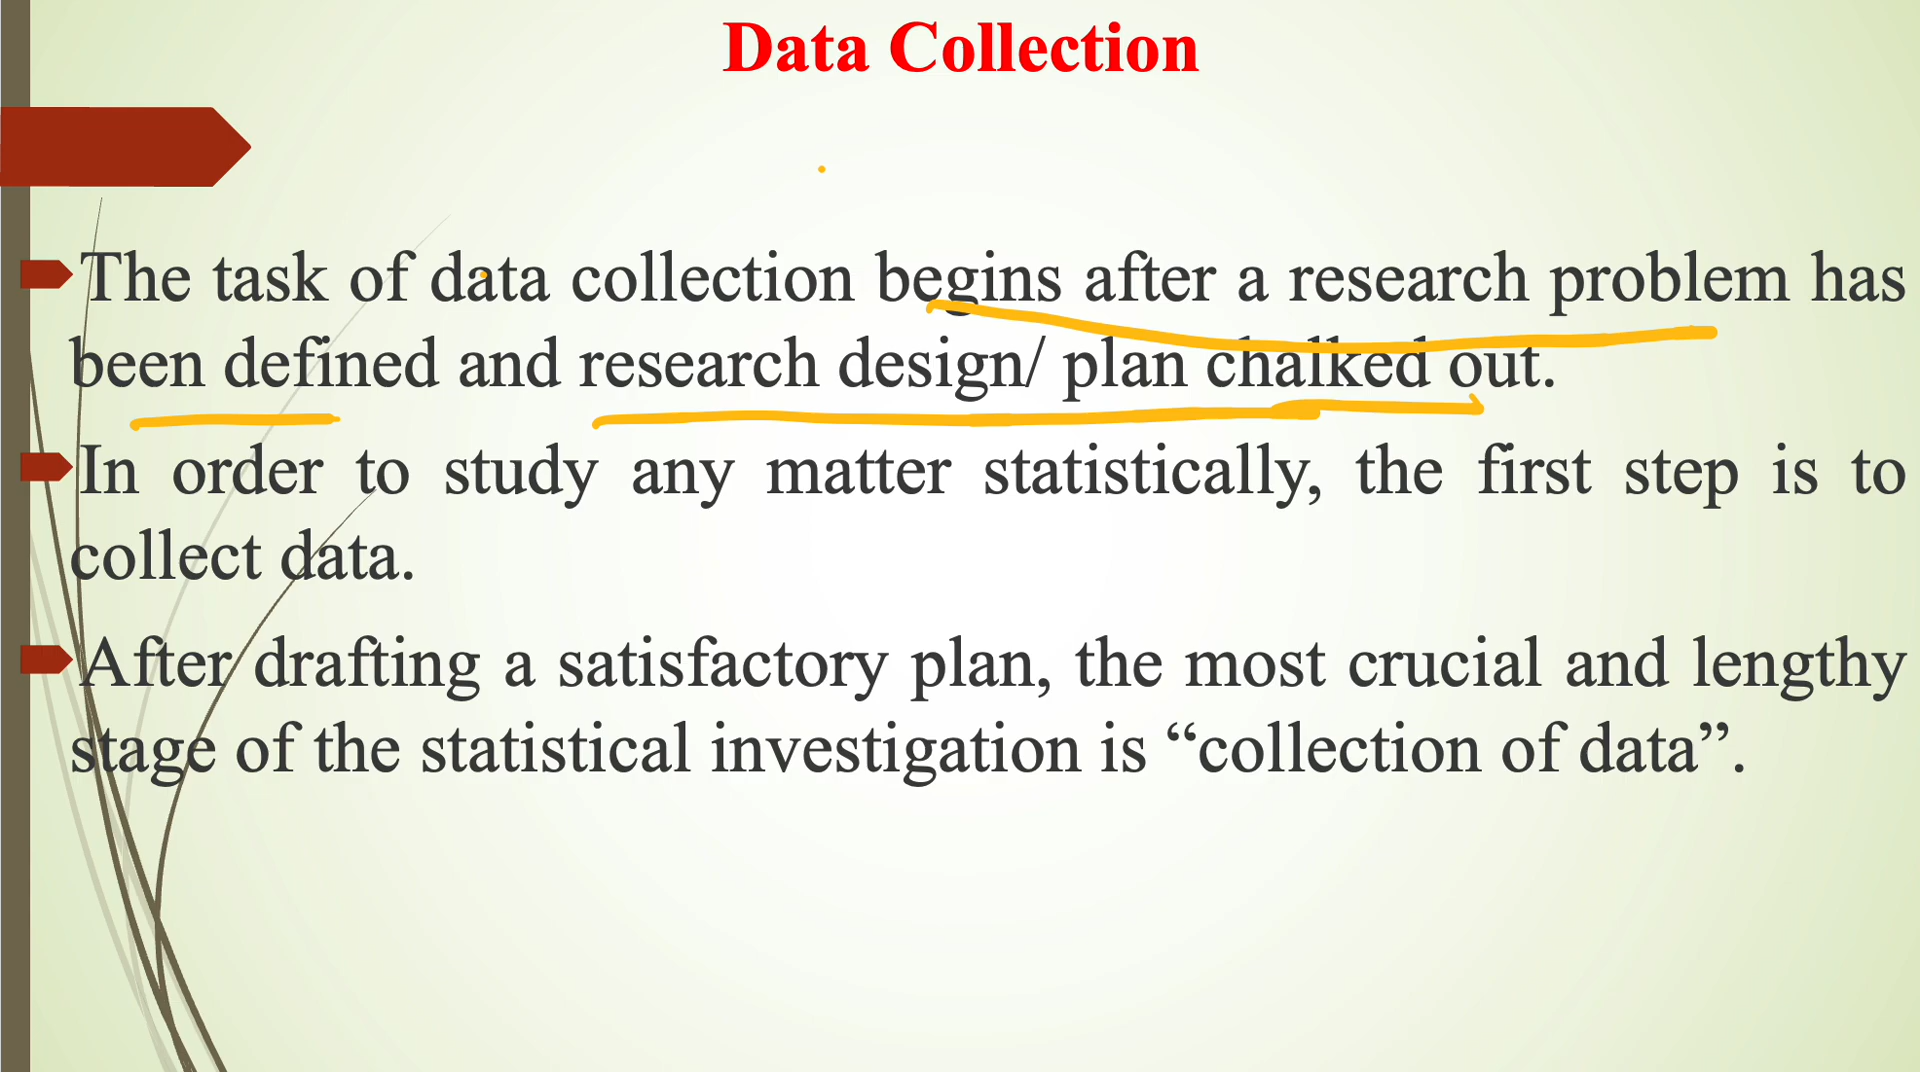 Data Collection
The task of data collection begins after a research problem has
been defined and research design/ plan chalked out.
In order to study any matter statistically, the first step is to
collect data.
After drafting a satisfactory plan, the most crucial and lengthy
stage of the statistical investigation is “collection of data”.